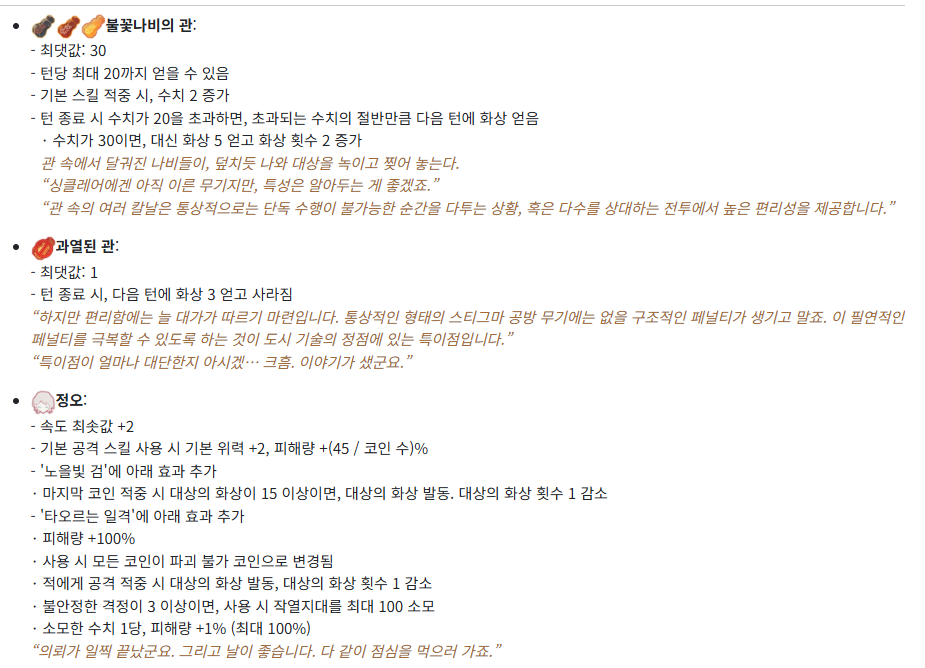 • 불꽃나비의 관:
- 최댓값: 30
- 턴당 최대 20까지 얻을 수 있음
- 기본 스킬 적중 시, 수치 2 증가
- 턴 종료 시 수치가 20을 초과하면, 초과되는 수치의 절반만큼 다음 턴에 화상 얻음
· 수치가 30이면, 대신 화상 5 얻고 화상 횟수 2 증가
관 속에서 달궈진 나비들이, 덮치듯 나와 대상을 녹이고 찢어 놓는다.
“싱클레어에겐 아직 이른 무기지만, 특성은 알아두는 게 좋겠죠.”
“관 속의 여러 칼날은 통상적으로는 단독 수행이 불가능한 순간을 다투는 상황, 혹은 다수를 상대하는 전투에서 높은 편리성을 제공합니다.”
• 과열된 관:
- 최댓값: 1
- 턴 종료 시, 다음 턴에 화상 3 얻고 사라짐
“하지만 편리함에는 늘 대가가 따르기 마련입니다. 통상적인 형태의 스티그마 공방 무기에는 없을 구조적인 페널티가 생기고 말죠. 이 필연적인
페널티를 극복할 수 있도록 하는 것이 도시 기술의 정점에 있는 특이점입니다.”
“특이점이 얼마나 대단한지 아시겠… 크흠. 이야기가 샜군요.”
• 정오:
- 속도 최솟값 +2
- 기본 공격 스킬 사용 시 기본 위력 +2, 피해량 +(45 / 코인 수)%
- '노을빛 검'에 아래 효과 추가
· 마지막 코인 적중 시 대상의 화상이 15 이상이면, 대상의 화상 발동. 대상의 화상 횟수 1 감소
- '타오르는 일격'에 아래 효과 추가
· 피해량 +100%
· 사용 시 모든 코인이 파괴 불가 코인으로 변경됨
· 적에게 공격 적중 시 대상의 화상 발동, 대상의 화상 횟수 1 감소
· 불안정한 격정이 3 이상이면, 사용 시 작열지대를 최대 100 소모
· 소모한 수치 1당, 피해량 +1% (최대 100%)
“의뢰가 일찍 끝났군요. 그리고 날이 좋습니다. 다 같이 점심을 먹으러 가죠.”